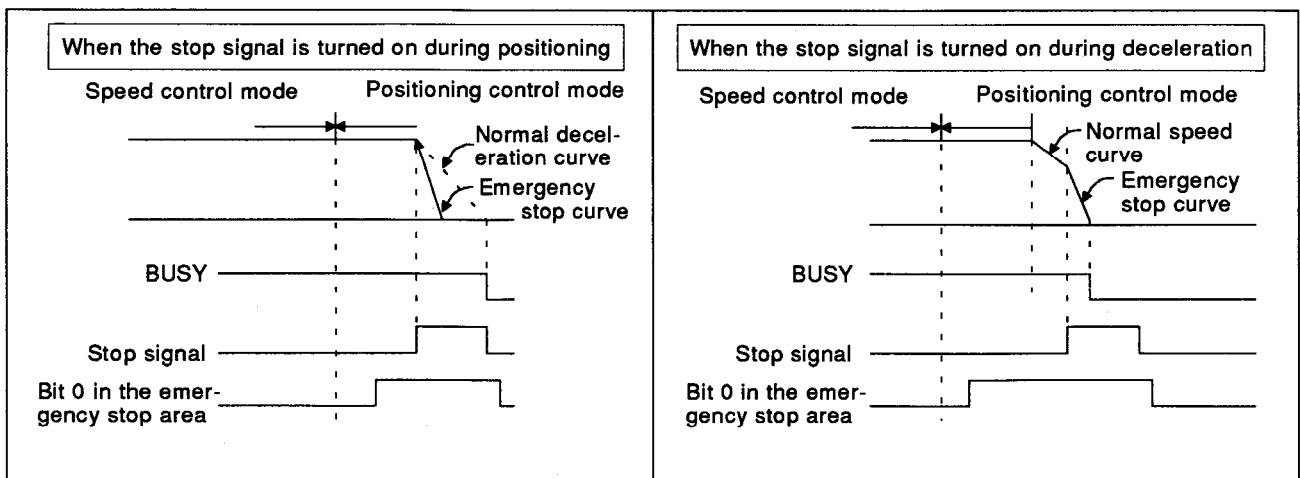 When the stop signal is turned on during positioning
Speed control mode
Positioning control mode
Normal decel-
eration curve
Emergency
stop curve
BUSY
Stop signal
Bit 0 in the emer-
gency stop area
When the stop signal is turned on during deceleration
Speed control mode
Positioning control mode
Normal speed
curve
Emergency
stop curve
BUSY
Stop signal
Bit 0 in the emer-
gency stop area